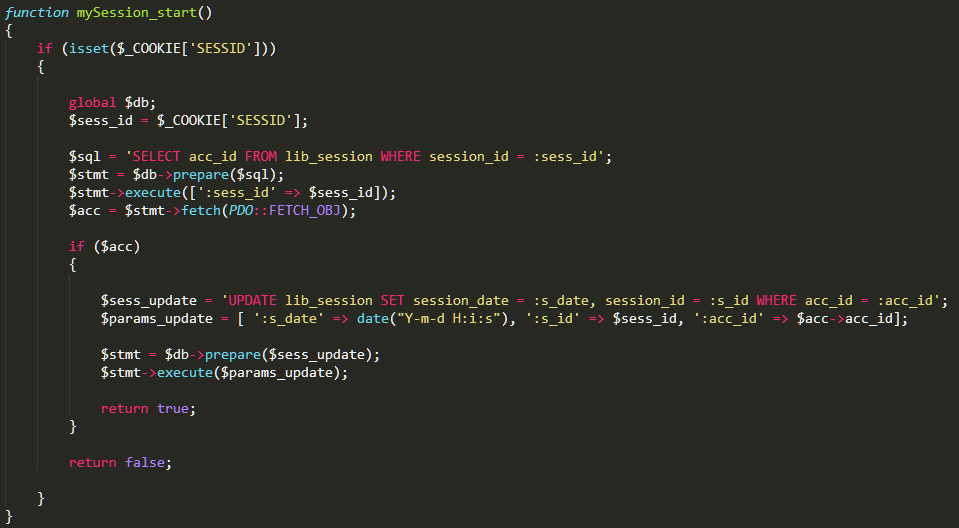 function mySession_start()
{
if (isset($_COOKIE['SESSID']))
{
global $db;
$sess_id = $_COOKIE['SESSID'];
$sql = 'SELECT acc_id FROM lib_session WHERE session_id = :sess_id';
$stmt = $db->prepare($sql);
$stmt->execute([':sess_id' => $sess_id]);
$acc = $stmt->fetch(PDO::FETCH_OBJ);
if ($acc)
{
$sess_update = 'UPDATE lib_session SET session_date = :s_date, session_id = :s_id WHERE acc_id = :acc_id';
$params_update = [ ':s_date' => date("Y-m-d H:i:s"), ':s_id' => $sess_id, ':acc_id' => $acc->acc_id];
$stmt = $db->prepare($sess_update);
$stmt->execute($params_update);
return true;
}
return false;
}
}